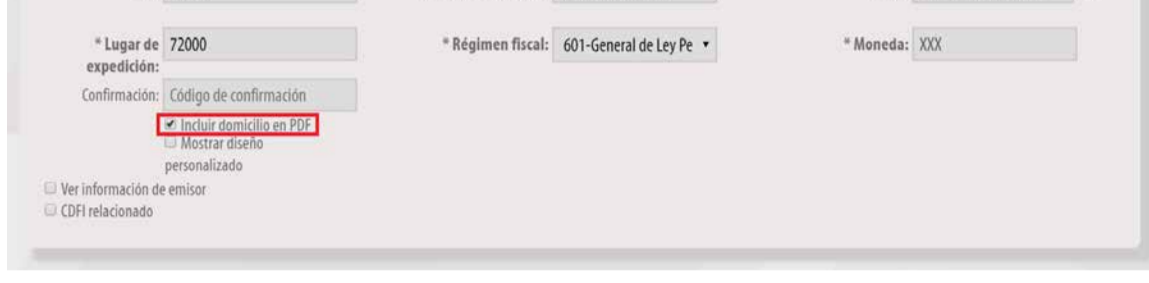 * Lugar de expedición: 72000
* Régimen fiscal: 601-General de Ley Pe
* Moneda: XXX
Confirmación: Código de confirmación
Incluir domicilio en PDF
Mostrar diseño
personalizado
Ver información de emisor
CDFI relacionado